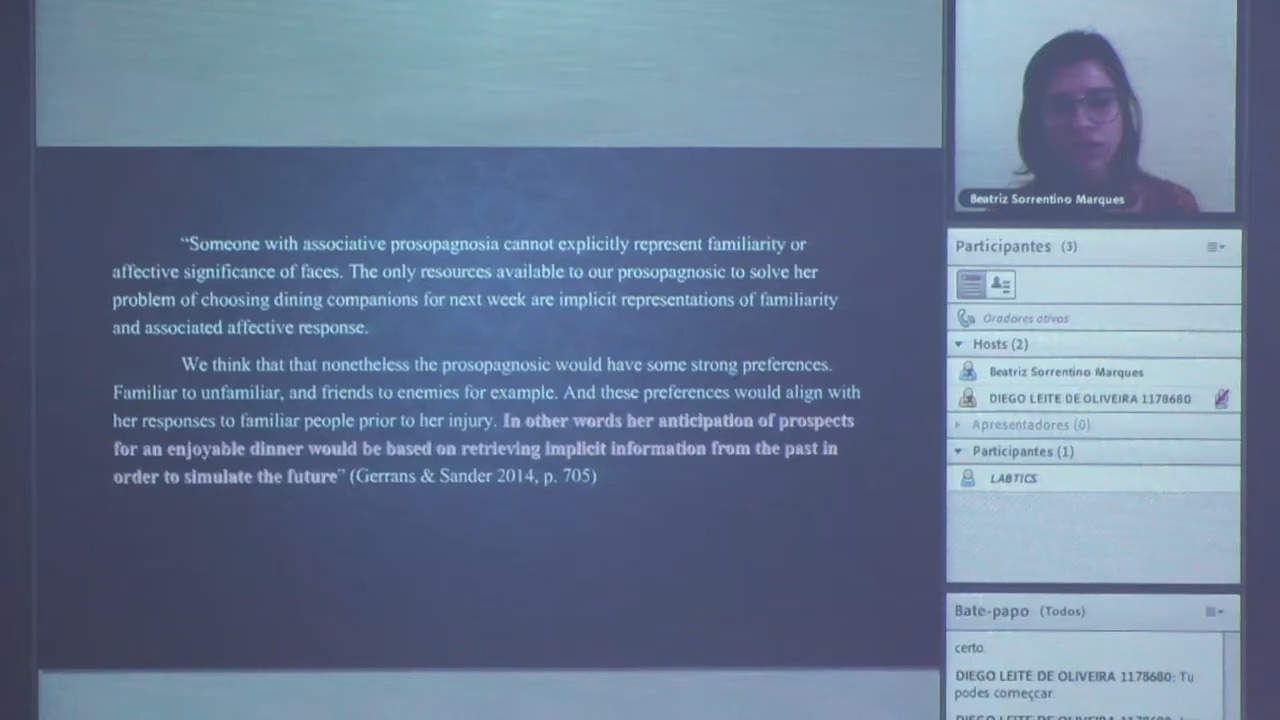 “Someone with associative prosopagnosia cannot explicitly represent familiarity or
affective significance of faces. The only resources available to our prosopagnosic to solve her
problem of choosing dining companions for next week are implicit representations of familiarity
and associated affective response.
We think that that nonetheless the prosopagnosic would have some strong preferences.
Familiar to unfamiliar, and friends to enemies for example. And these preferences would align with
her responses to familiar people prior to her injury. In other words her anticipation of prospects
for an enjoyable dinner would be based on retrieving implicit information from the past in
order to simulate the future” (Gerrans & Sander 2014, p. 705)
Beatriz Sorrentino Marques
Participantes (3)
Oradores ativos
Hosts (2)
Beatriz Sorrentino Marques
DIEGO LEITE DE OLIVEIRA 1178680
Apresentadores (0)
Participantes (1)
LABTICS
Bate-papo (Todos)
certo.
DIEGO LEITE DE OLIVEIRA 1178680: Tu
podes começcar.
DIEGO LEITE DE OLIVEIRA 1178680: